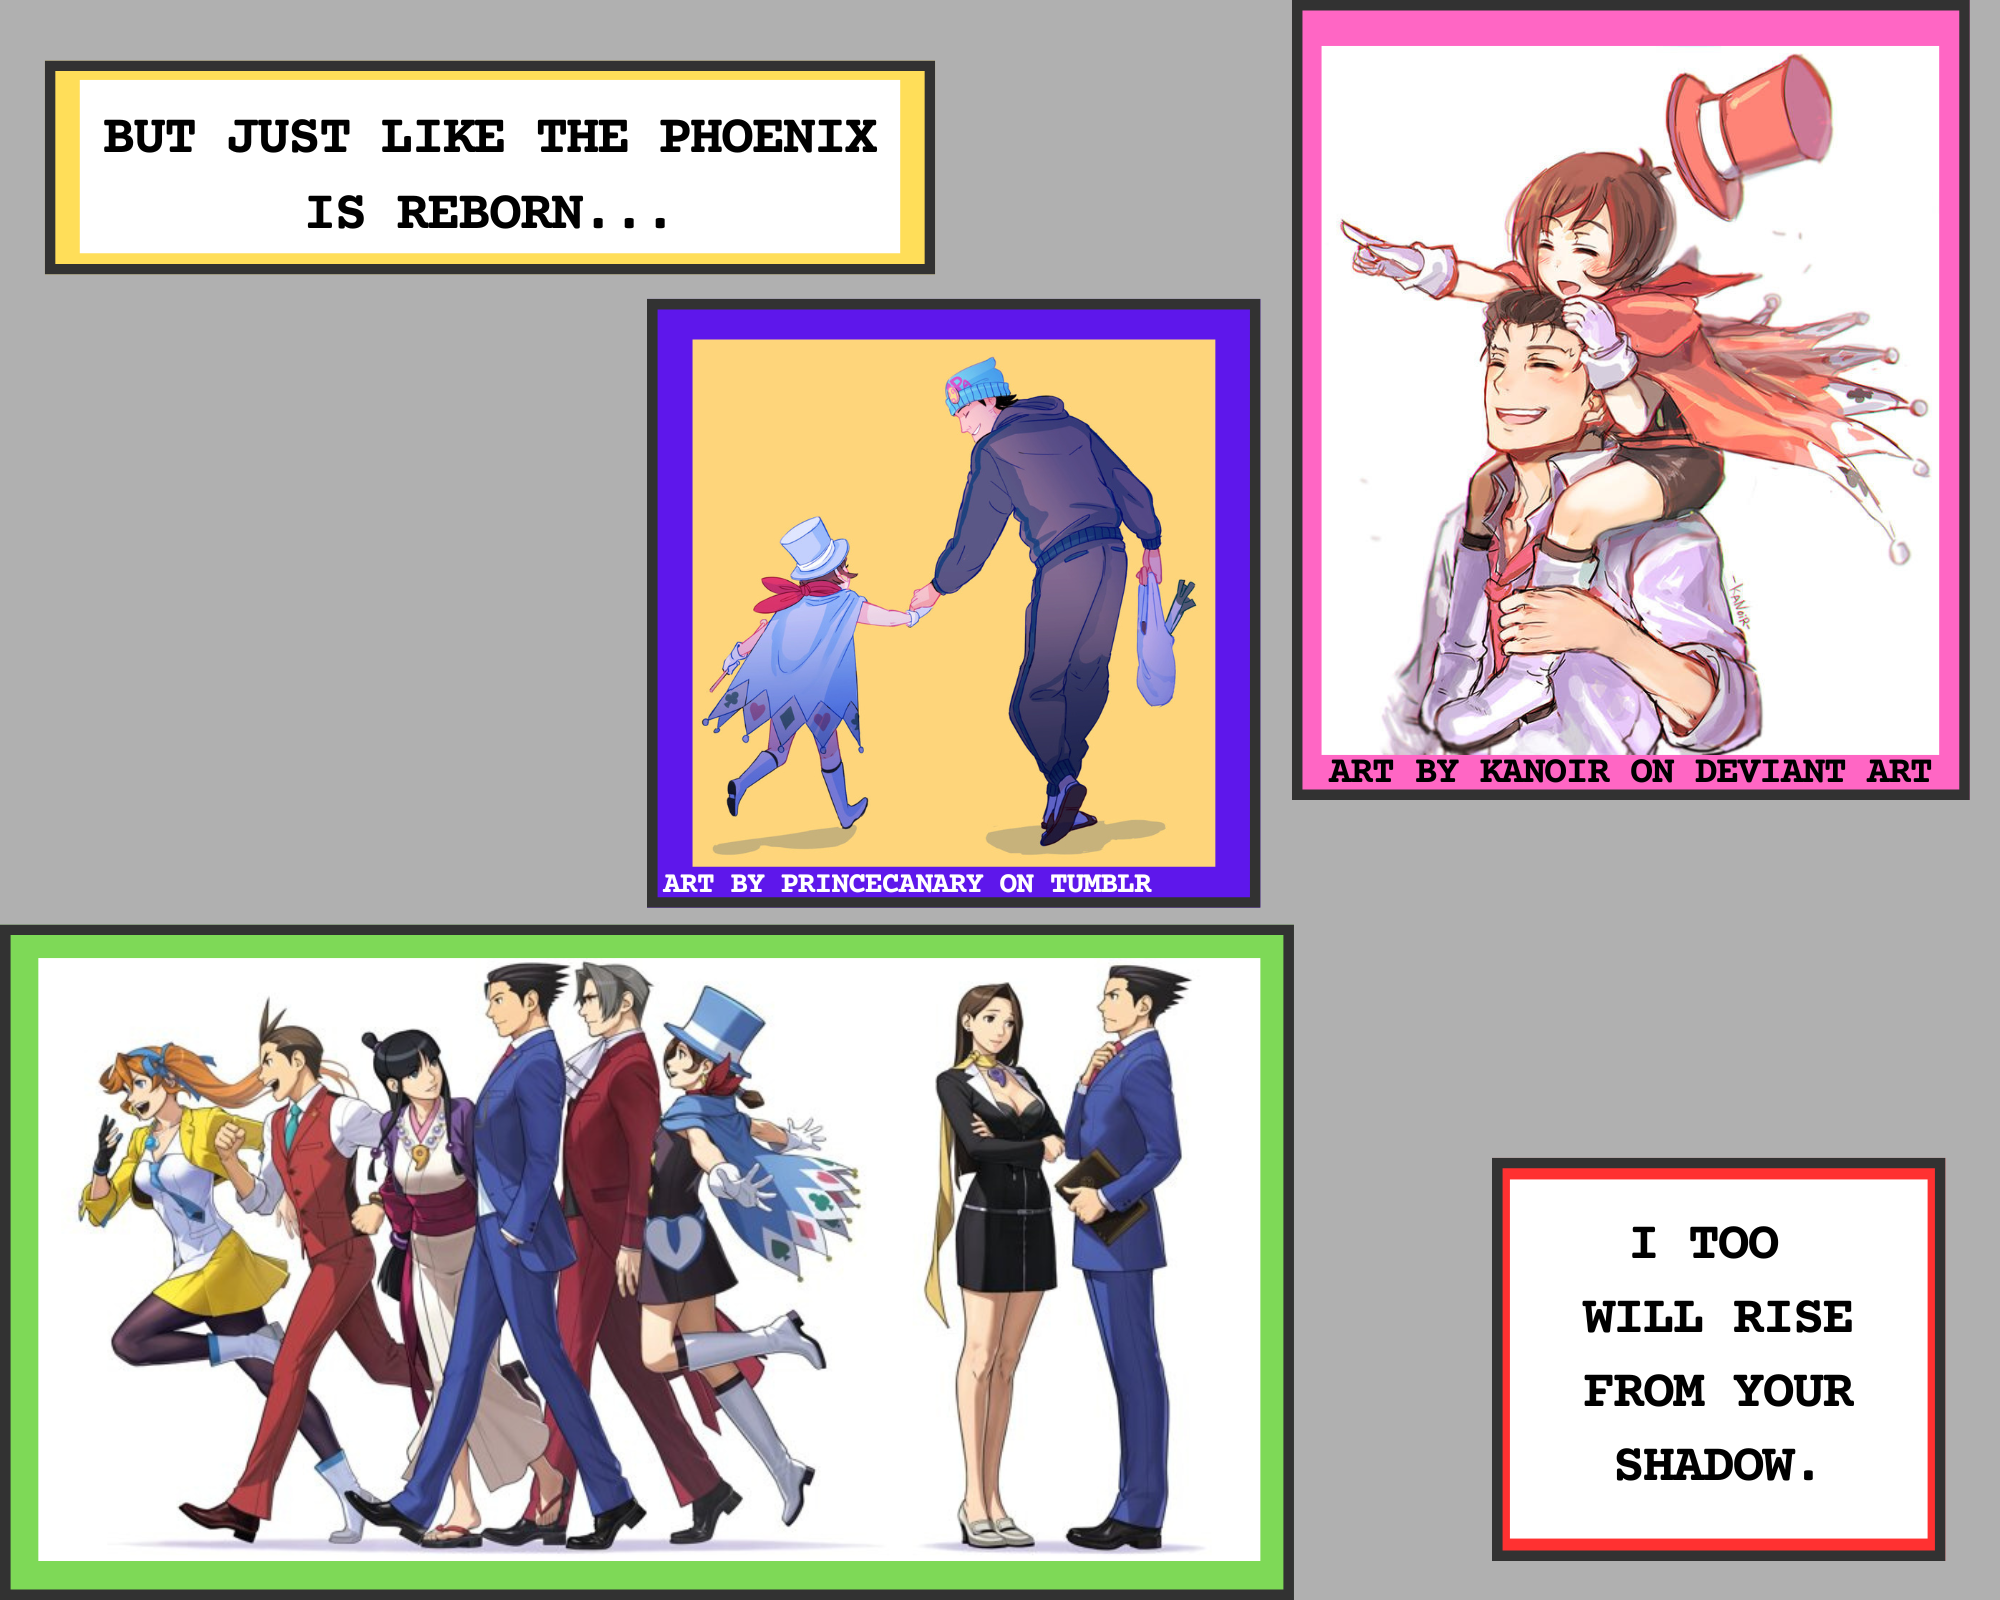 BUT JUST LIKE THE PHOENIX
IS REBORN...
-KANOIR-
ART BY KANOIR ON DEVIANT ART
ART BY PRINCECANARY ON TUMBLR
I TOO
WILL RISE
FROM YOUR
SHADOW.